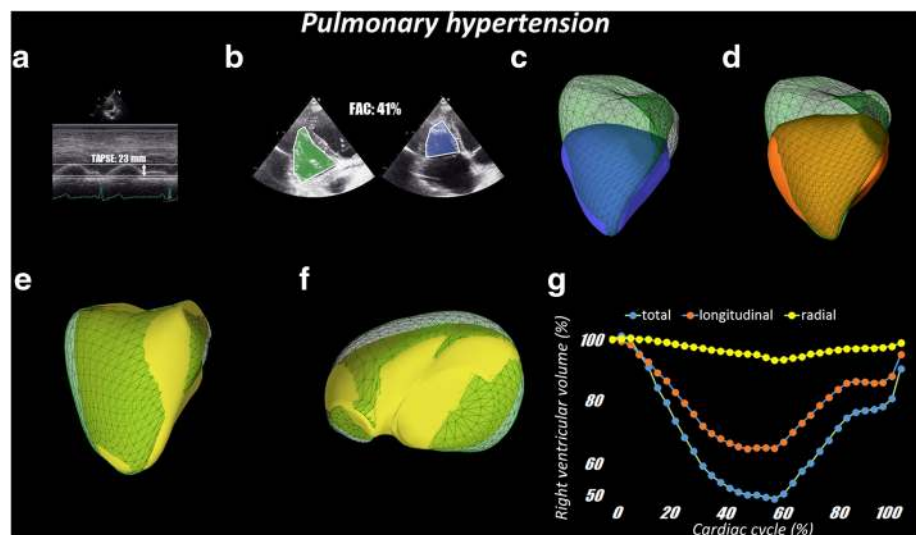 Pulmonary hypertension
a
b
c
d
TAPSE: 23 mm
FAC: 41%
e
f
g
total longitudinal radial
Right ventricular volume (%)
100
80
60
50
0 20 40 60 80 100
Cardiac cycle (%)